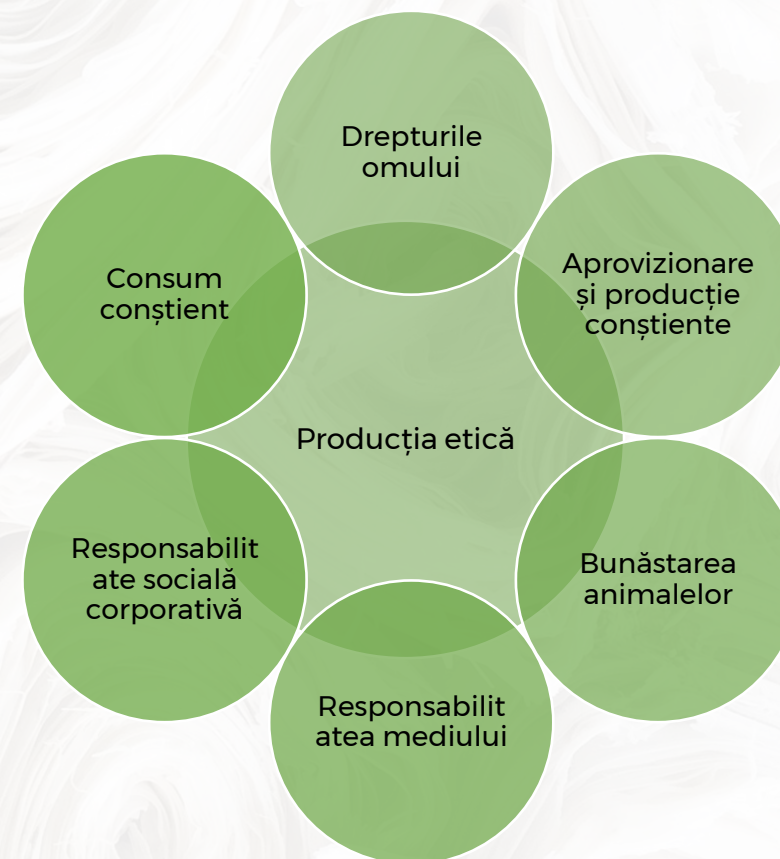 Drepturile
omului
Aprovizionare
și producție
conștiente
Bunăstarea
animalelor
Responsabilit
atea mediului
Responsabilit
ate socială
corporativă
Consum
conștient
Producția etică